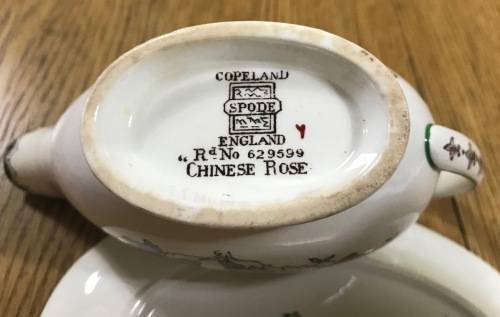 COPELAND
SPODE
ENGLAND
"Rd No 629599
CHINESE ROSE